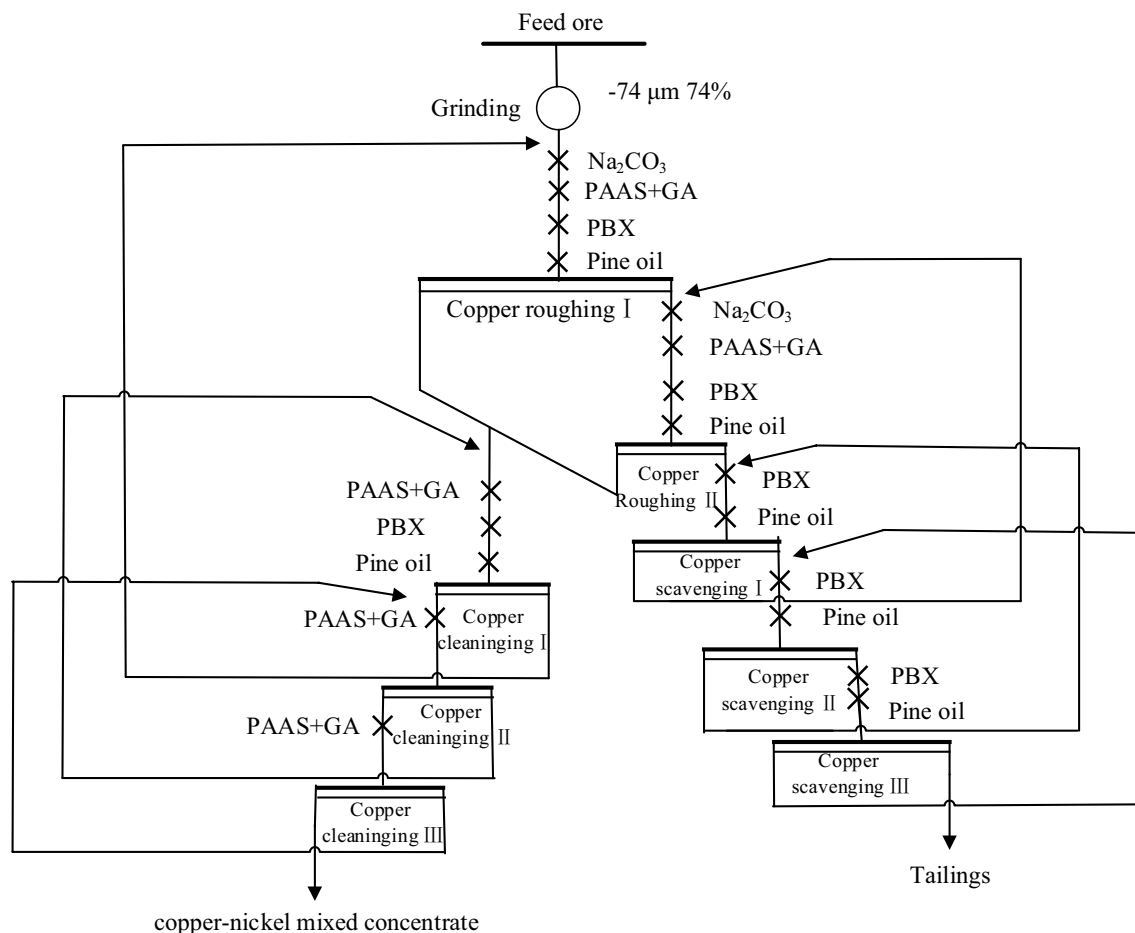 Feed ore
-74 μm 74%
Grinding
Na₂CO₃
PAAS+GA
PBX
Pine oil
Copper roughing Ⅰ
Na₂CO₃
PAAS+GA
PBX
Pine oil
Copper
Roughing Ⅱ
PBX
Pine oil
Copper
scavenging Ⅰ
PBX
Pine oil
Copper
scavenging Ⅱ
PBX
Pine oil
Copper
scavenging III
Tailings
PAAS+GA
PBX
Pine oil
Copper
cleaninging Ⅰ
PAAS+GA
Copper
cleaninging Ⅱ
PAAS+GA
Copper
cleaninging III
copper-nickel mixed concentrate